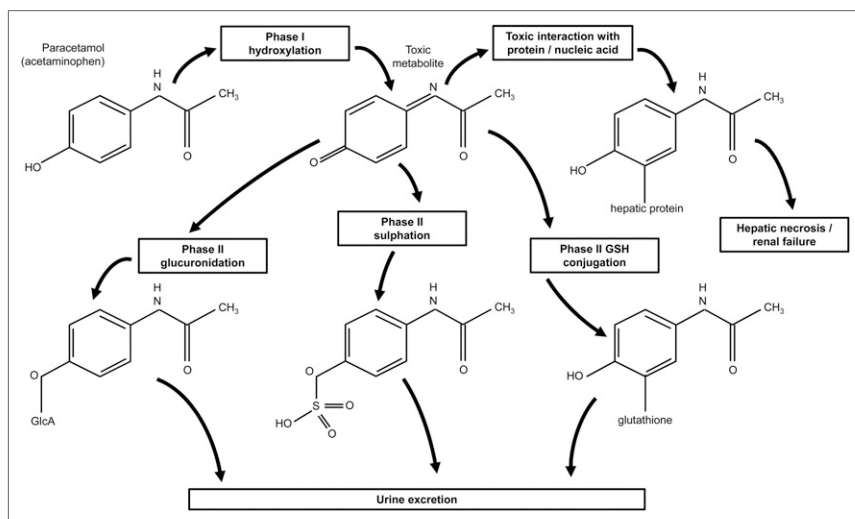 Paracetamol
(acetaminophen)
Phase I
hydroxylation
Toxic
metabolite
Toxic interaction with
protein / nucleic acid
H
N
CH3
O
HO
N
CH3
O
O
H
N
CH3
O
HO
hepatic protein
Phase II
glucuronidation
Phase II
sulphation
Phase II GSH
conjugation
Hepatic necrosis /
renal failure
H
N
CH3
O
O
GlcA
H
N
CH3
O
O
S
O
HO
O
H
N
CH3
O
HO
glutathione
Urine excretion